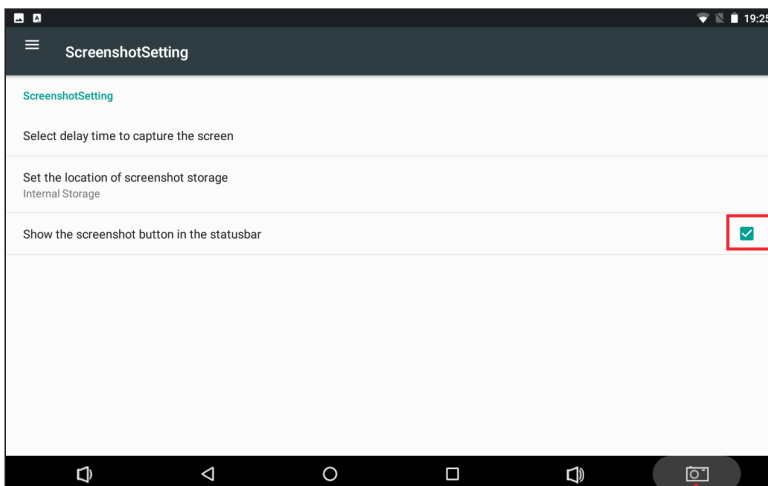 19:25
ScreenshotSetting
ScreenshotSetting
Select delay time to capture the screen
Set the location of screenshot storage
Internal Storage
Show the screenshot button in the statusbar